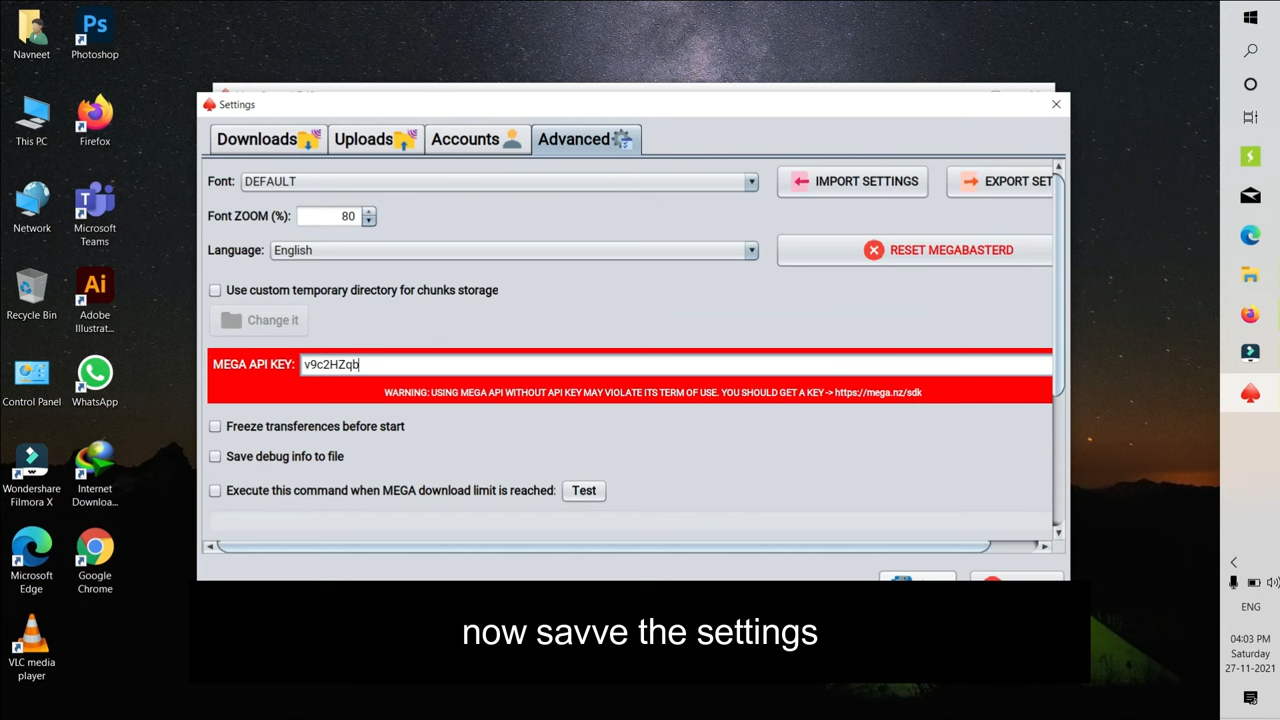 Navneet
Photoshop
This PC
Firefox
Network
Microsoft
Teams
Recycle Bin
Adobe
Illustrat...
Control Panel
WhatsApp
Wondershare
Filmora X
Internet
Downloa...
Microsoft
Edge
Google
Chrome
VLC media
player
Settings
Downloads
Uploads
Accounts
Advanced
Font: DEFAULT
IMPORT SETTINGS
EXPORT SET
Font ZOOM (%): 80
Language: English
RESET MEGABASTERD
Use custom temporary directory for chunks storage
Change it
MEGA API KEY: v9c2HZqb
WARNING: USING MEGA API WITHOUT API KEY MAY VIOLATE ITS TERM OF USE. YOU SHOULD GET A KEY -> https://mega.nz/sdk
Freeze transferences before start
Save debug info to file
Execute this command when MEGA download limit is reached: Test
now savve the settings
ENG
04:03 PM
Saturday
27-11-2021